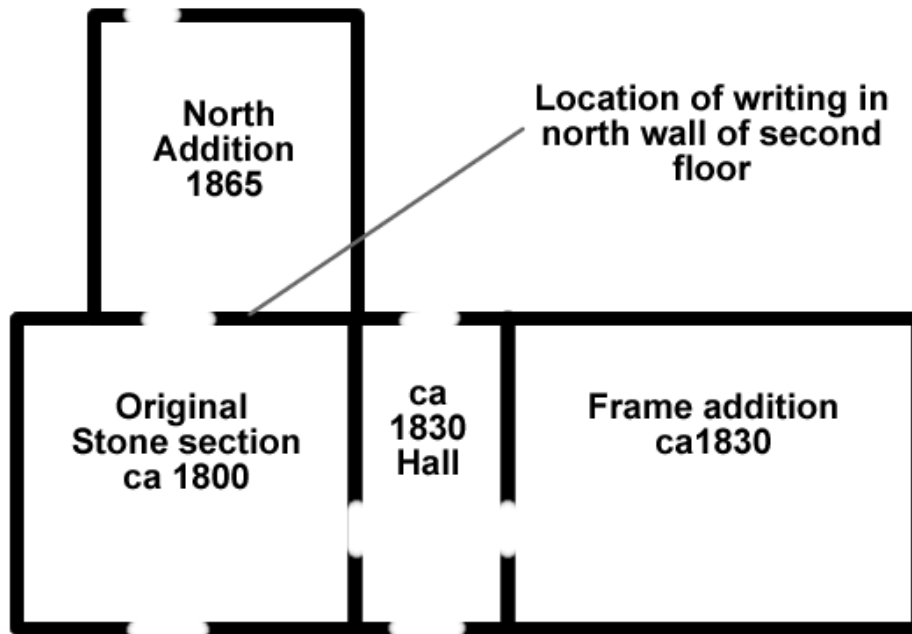 North
Addition
1865
Location of writing in
north wall of second
floor
Original
Stone section
ca 1800
ca
1830
Hall
Frame addition
ca1830